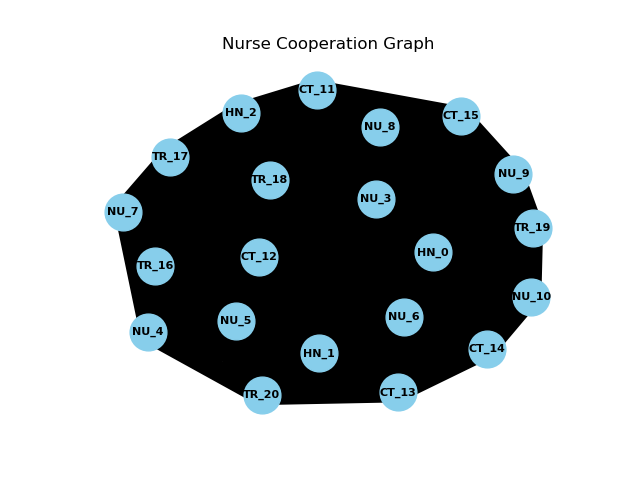 Nurse Cooperation Graph
CT_11
HN_2
CT_15
NU_8
TR_17
NU_9
TR_18
NU_3
NU_7
TR_19
HN_0
CT_12
TR_16
NU_10
NU_6
NU_5
NU_4
CT_14
HN_1
CT_13
TR_20